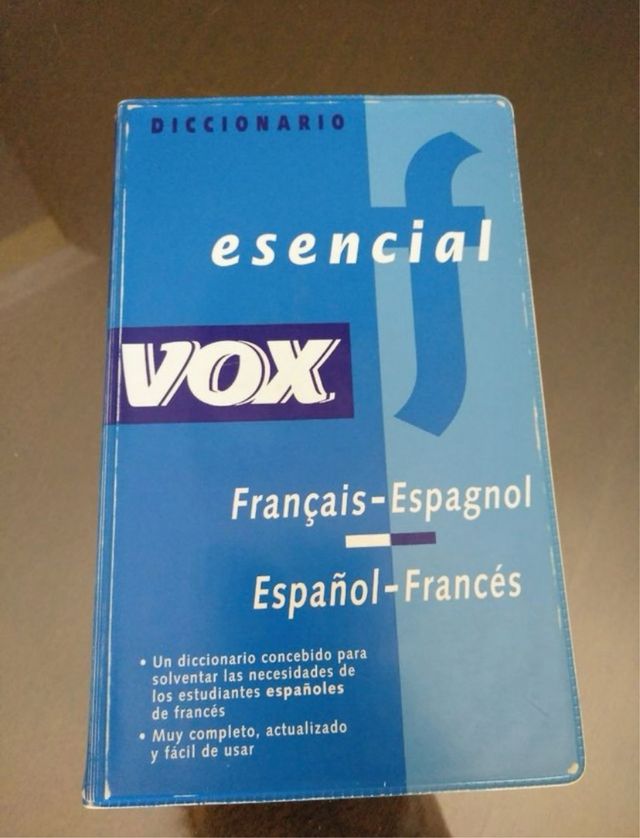 DICCIONARIO
esencial
f
VOX
Français-Espagnol
Español-Francés
• Un diccionario concebido para
solventar las necesidades de
los estudiantes españoles
de francés
• Muy completo, actualizado
y fácil de usar